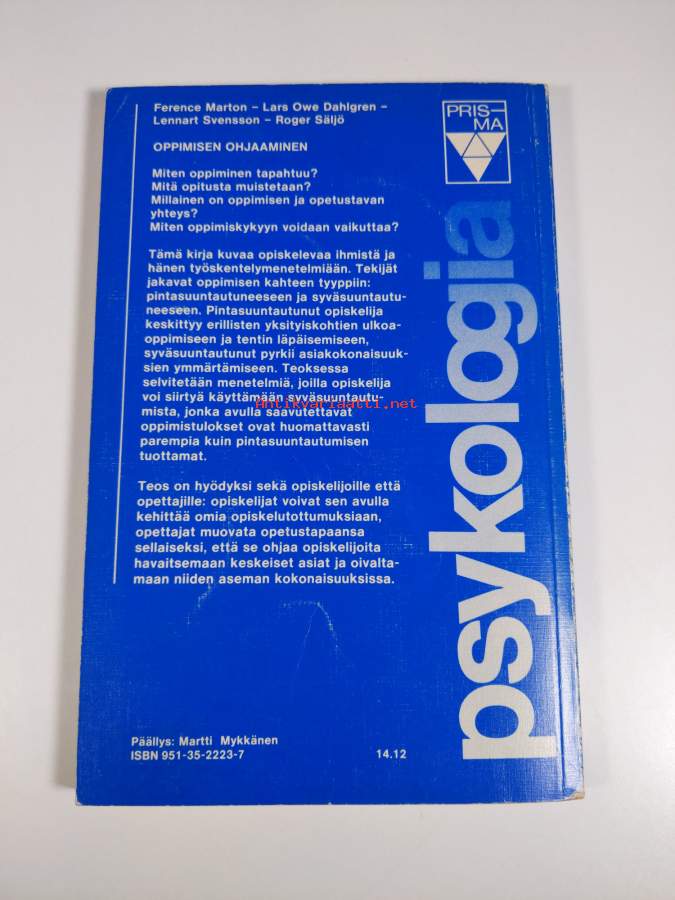 Ference Marton – Lars Owe Dahlgren –
Lennart Svensson – Roger Säljö
OPPIMISEN OHJAAMINEN
Miten oppiminen tapahtuu?
Mitä opitusta muistetaan?
Millainen on oppimisen ja opetustavan
yhteys?
Miten oppimiskykyyn voidaan vaikuttaa?
Tämä kirja kuvaa opiskelevaa ihmistä ja
hänen työskentelymenetelmiään. Tekijät
jakavat oppimisen kahteen tyyppiin:
pintasuuntautuneeseen ja syväsuuntautu-
neeseen. Pintasuuntautunut opiskelija
keskittyy erillisten yksityiskohtien ulkoa-
oppimiseen ja tentin läpäisemiseen,
syväsuuntautunut pyrkii asiakokonaisuuk-
sien ymmärtämiseen. Teoksessa
selvitetään menetelmiä, joilla opiskelija
voi siirtyä käyttämään syväsuuntautu-
mista, jonka avulla saavutettavat
oppimistulokset ovat huomattavasti
parempia kuin pintasuuntautumisen
tuottamat.
Teos on hyödyksi sekä opiskelijoille että
opettajille: opiskelijat voivat sen avulla
kehittää omia opiskelutottumuksiaan,
opettajat muovata opetustapaansa
sellaiseksi, että se ohjaa opiskelijoita
havaitsemaan keskeiset asiat ja oivalta-
maan niiden aseman kokonaisuuksissa.
Päällys: Martti Mykkänen
ISBN 951-35-2223-7 14.12
PRIS–
MA
psykologia
Antikvariaatti.net